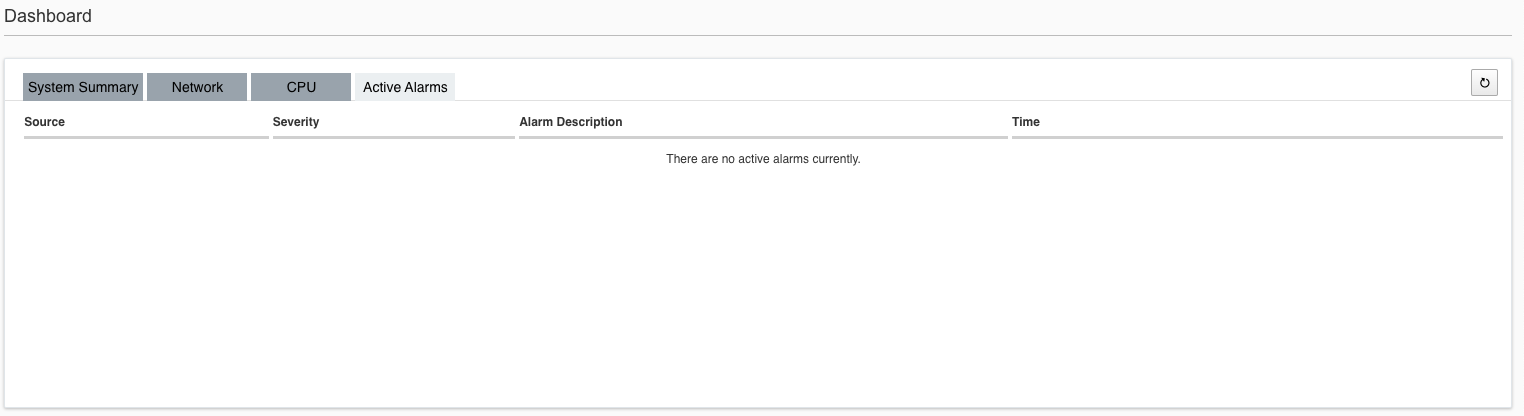 Dashboard
System Summary Network CPU Active Alarms
Source Severity Alarm Description Time
There are no active alarms currently.